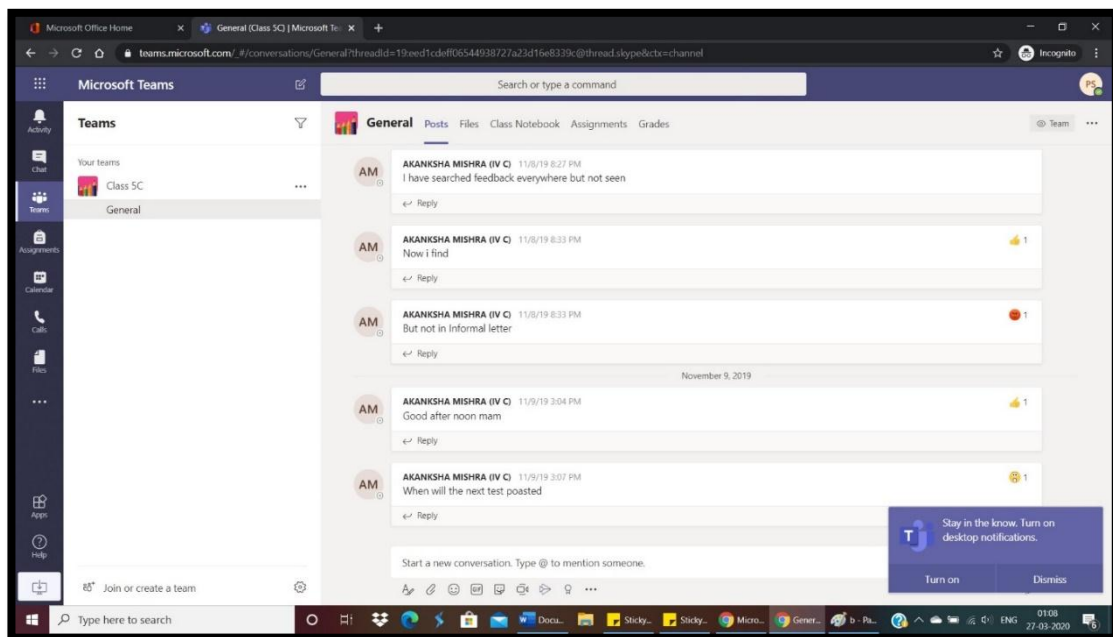 Microsoft Office Home
General (Class 5C) | Microsoft Te
teams.microsoft.com/_#/conversations/General?threadId=19:eed1cdeff06544938727a23d16e8339c@thread.skype&ctx=channel
Incognito
Microsoft Teams
Search or type a command
PS
Activity
Chat
Teams
Assignments
Calendar
Calls
Files
Apps
Help
Teams
Your teams
Class 5C
General
Join or create a team
General Posts Files Class Notebook Assignments Grades
Team
AM
AKANKSHA MISHRA (IV C) 11/8/19 8:27 PM
I have searched feedback everywhere but not seen
Reply
AM
AKANKSHA MISHRA (IV C) 11/8/19 8:33 PM
1
Now i find
Reply
AM
AKANKSHA MISHRA (IV C) 11/8/19 8:33 PM
1
But not in Informal letter
Reply
November 9, 2019
AM
AKANKSHA MISHRA (IV C) 11/9/19 3:04 PM
1
Good after noon mam
Reply
AM
AKANKSHA MISHRA (IV C) 11/9/19 3:07 PM
1
When will the next test poasted
Reply
Start a new conversation. Type @ to mention someone.
GIF
T
Stay in the know. Turn on
desktop notifications.
Turn on
Dismiss
Type here to search
Docu...
Sticky...
Sticky...
Micro...
Gener...
b - Pa...
ENG
01:08
27-03-2020